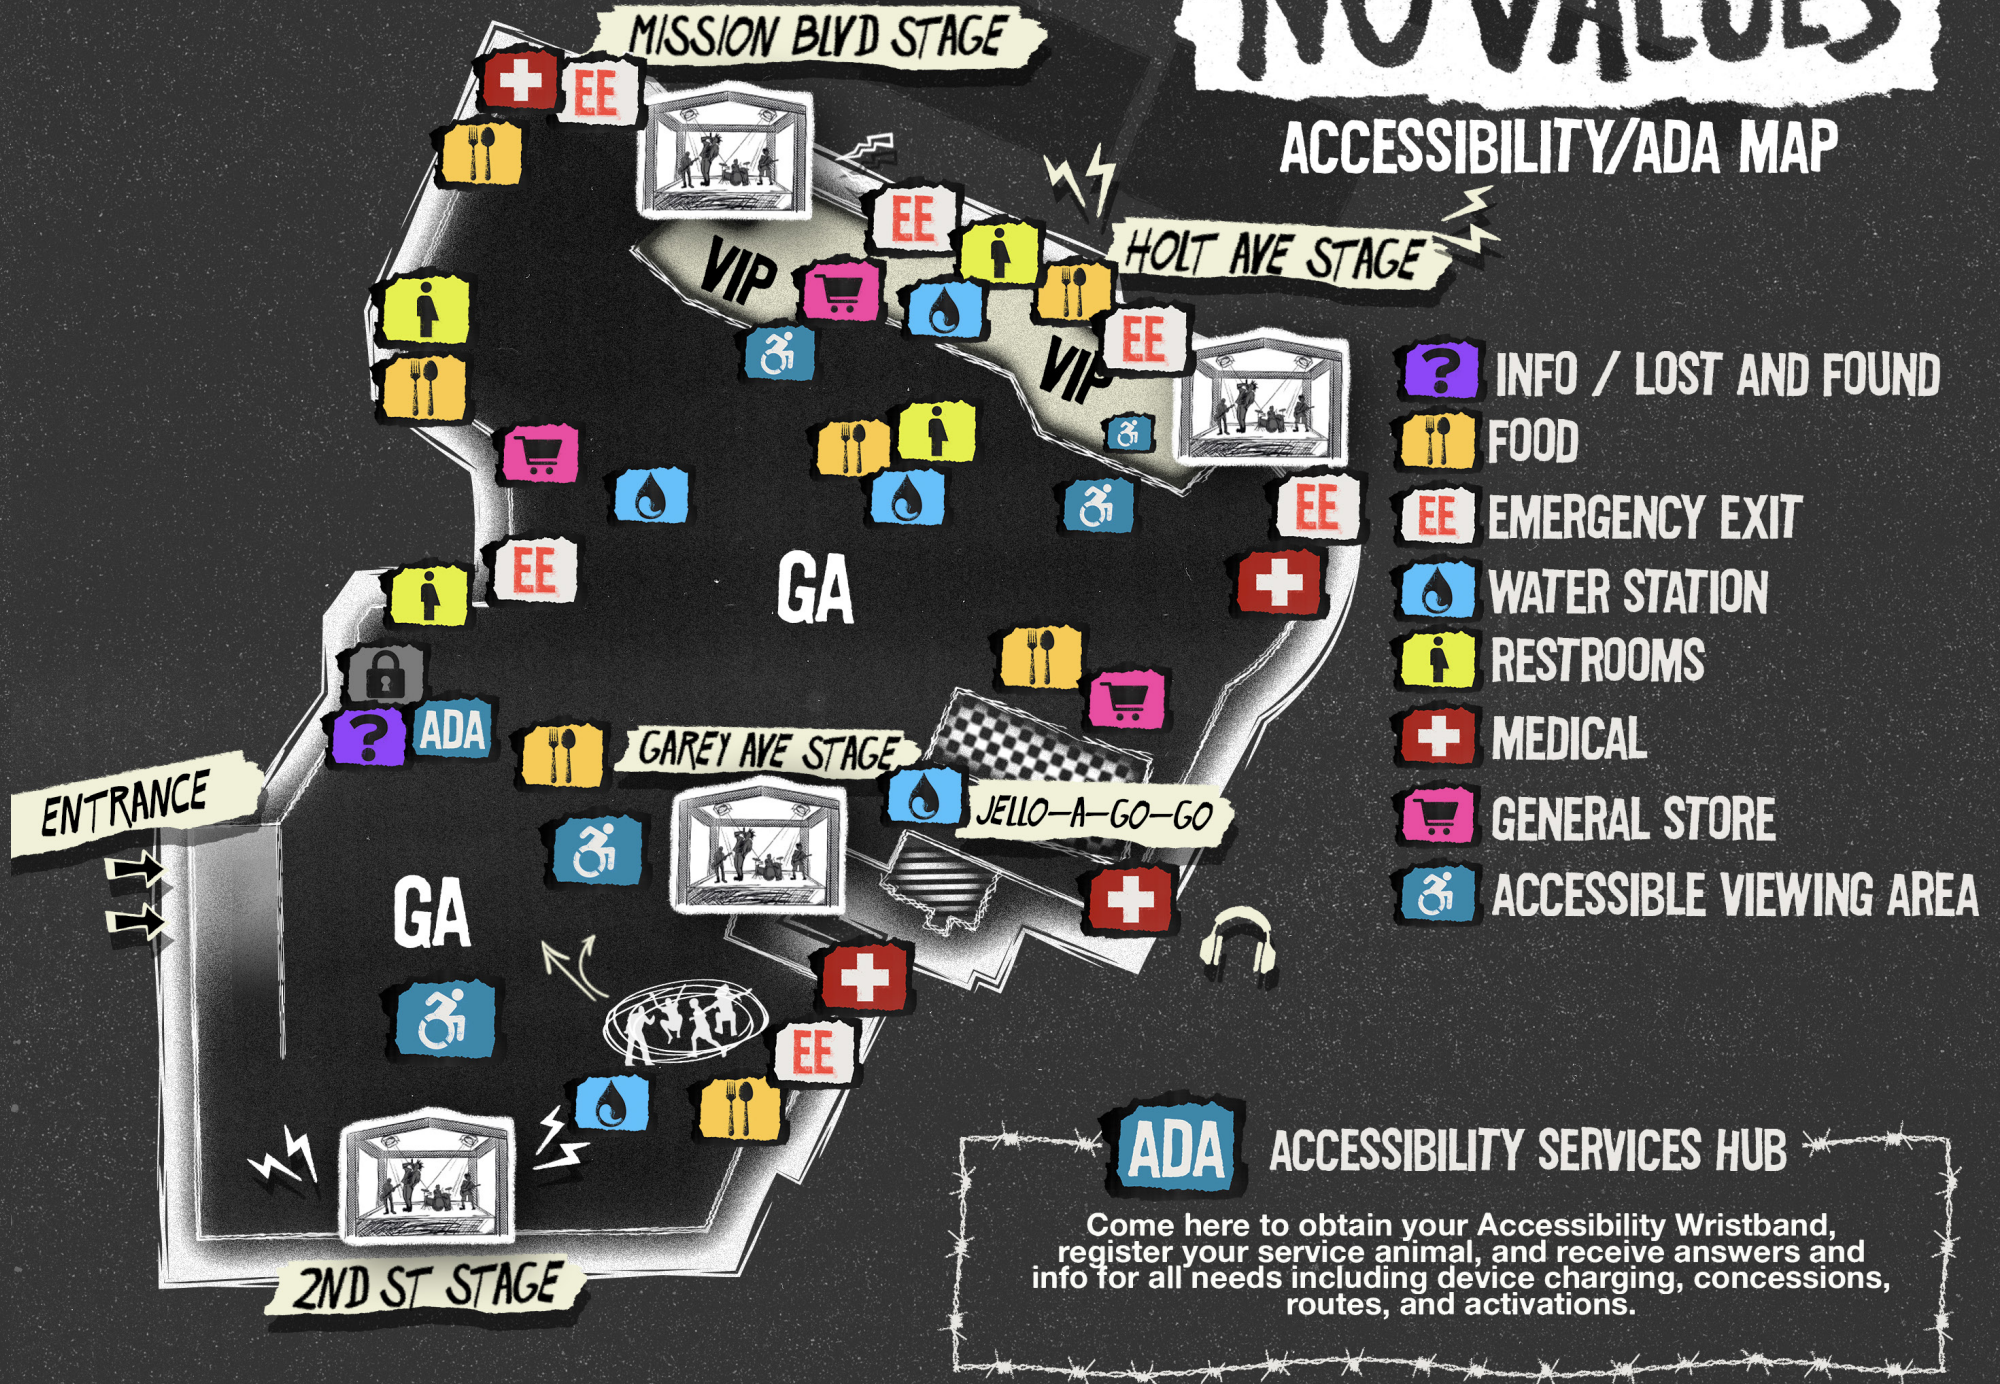 NO VALUES
ACCESSIBILITY/ADA MAP
MISSION BLVD STAGE
EE
EE
HOLT AVE STAGE
VIP
EE
VIP
? INFO / LOST AND FOUND
FOOD
EE
EE EMERGENCY EXIT
EE
GA
WATER STATION
RESTROOMS
? ADA
GAREY AVE STAGE
MEDICAL
ENTRANCE
JELLO-A-GO-GO
GENERAL STORE
GA
ACCESSIBLE VIEWING AREA
EE
2ND ST STAGE
ADA ACCESSIBILITY SERVICES HUB
Come here to obtain your Accessibility Wristband,
register your service animal, and receive answers and
info for all needs including device charging, concessions,
routes, and activations.